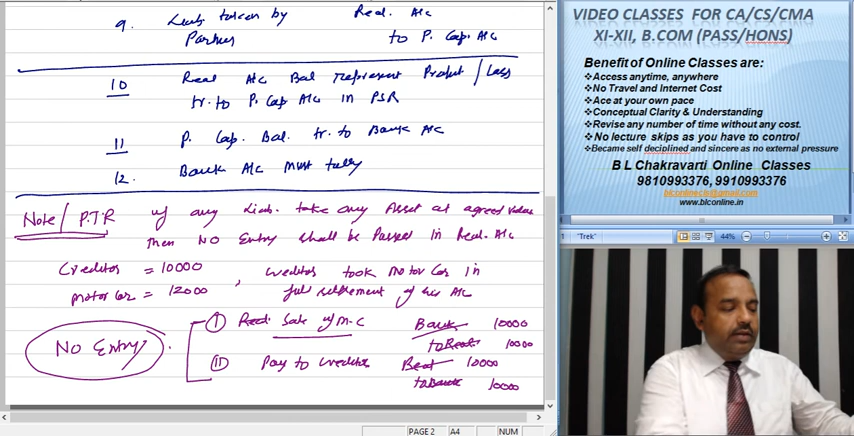 9. Liab. taken by Real. A/c
Partner to P. Cap. A/c
10 Real A/c Bal represent Profit / Loss
tr. to P. Cap A/c in PSR
11 P. Cap. Bal. tr. to Bank A/c
12. Bank A/c must tally
Note / P.T.R if any Liab. take any Asset at agreed value
then NO Entry shall be Passed in Real. A/c
Creditor = 10000, Creditor took Motor Car in
Motor Car = 12000 full settlement of his A/c
NO Entry
I Real: Sale of M-C Bank 10000
to Real 10000
II Pay to Creditor Real 10000
to Bank 10000
PAGE 2 A4 NUM
VIDEO CLASSES FOR CA/CS/CMA
XI-XII, B.COM (PASS/HONS)
Benefit of Online Classes are:
❖Access anytime, anywhere
❖No Travel and Internet Cost
❖Ace at your own pace
❖Conceptual Clarity & Understanding
❖Revise any number of time without any cost.
❖No lecture skips as you have to control
❖Became self deciplined and sincere as no external pressure
B L Chakravarti Online Classes
9810993376, 9910993376
blconlinecls@gmail.com
www.blconline.in
1 "Trek" 44%